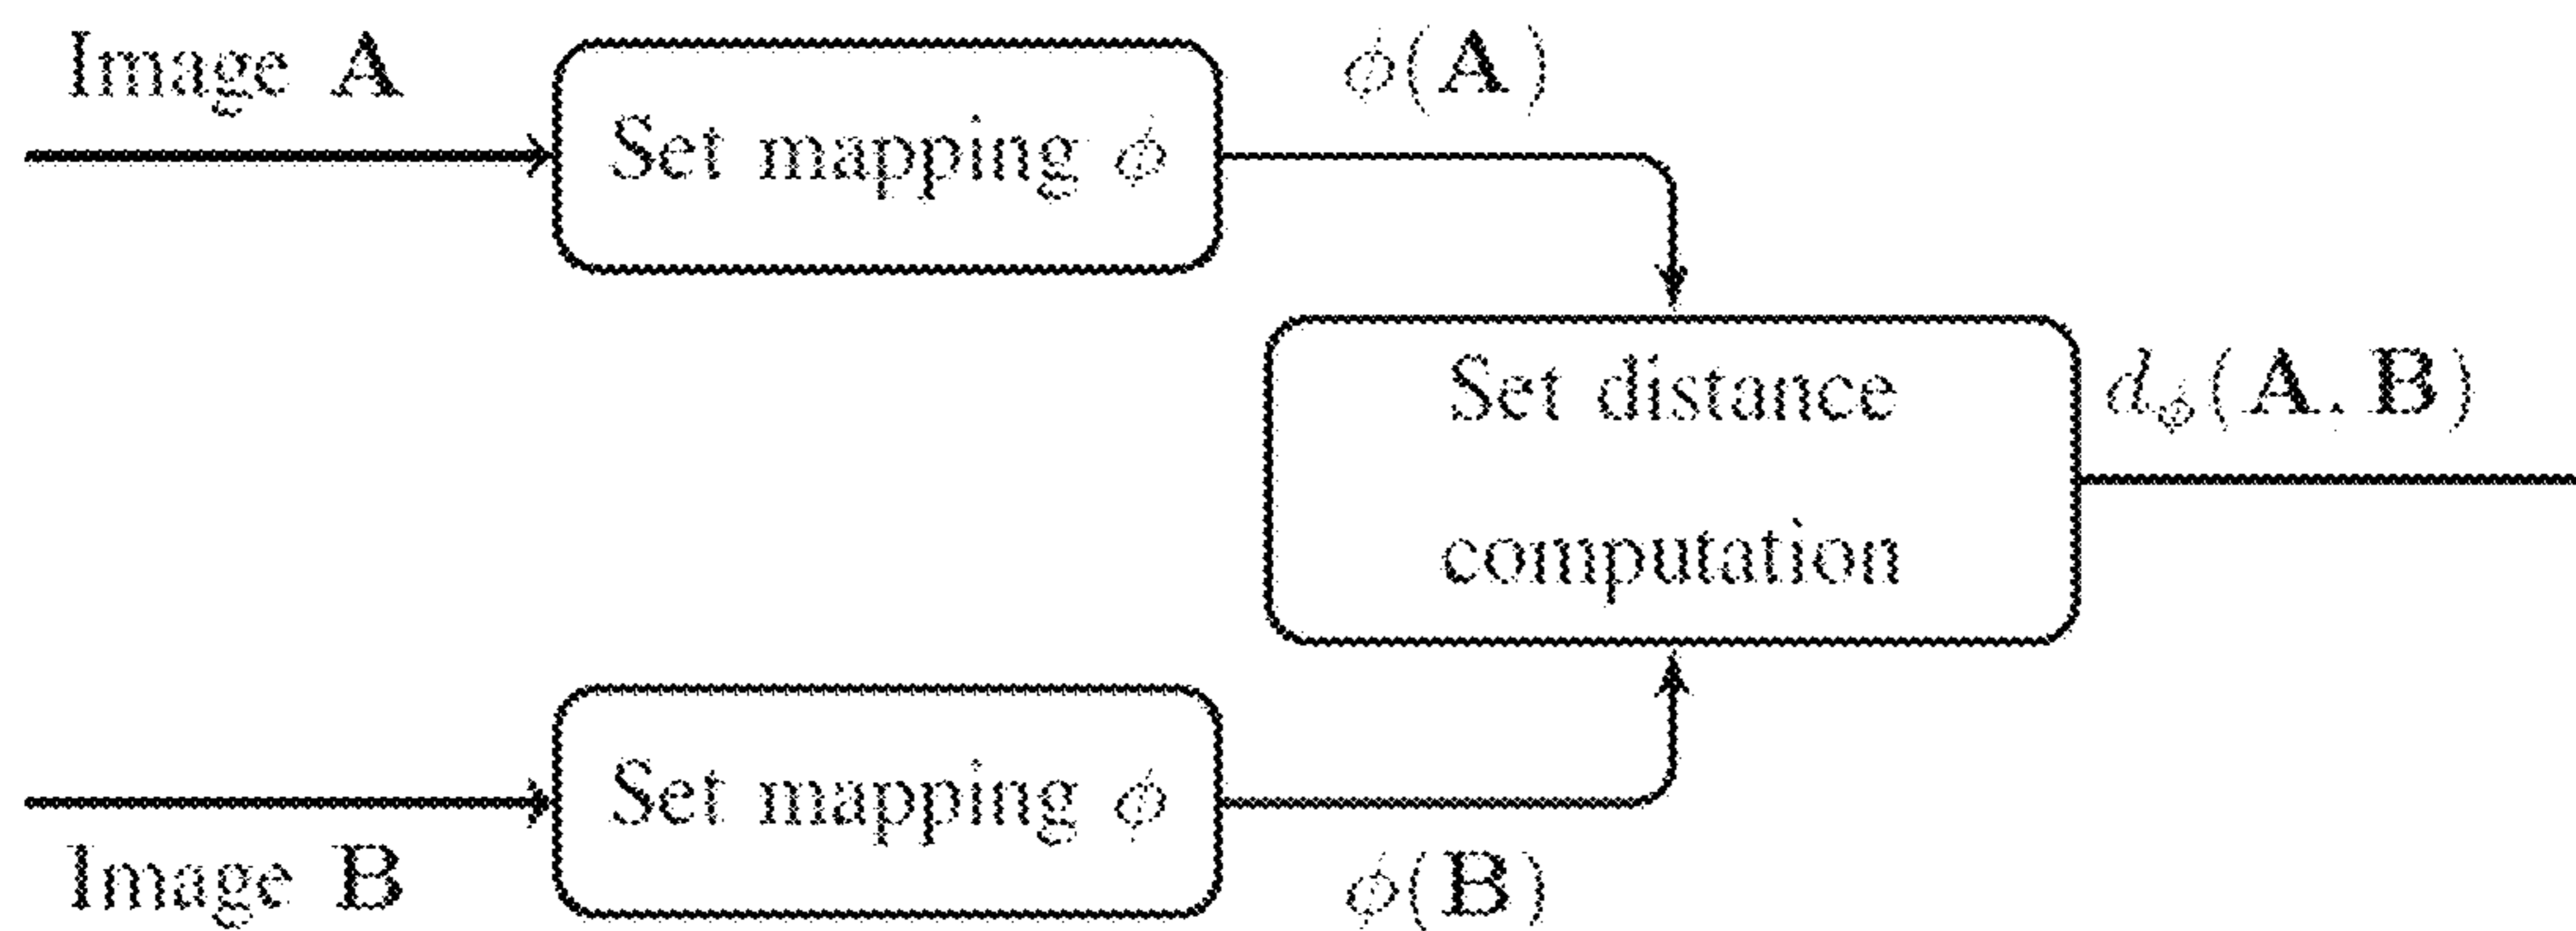 Image A
Set mapping ϕ
ϕ(A)
Set distance
computation
d_ϕ(A, B)
Set mapping ϕ
Image B
ϕ(B)